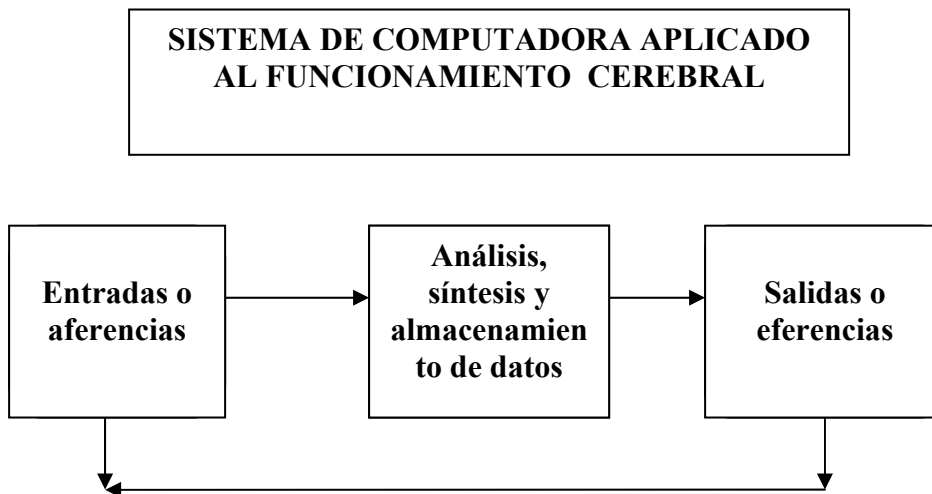 SISTEMA DE COMPUTADORA APLICADO
AL FUNCIONAMIENTO CEREBRAL
Entradas o
aferencias
Análisis,
síntesis y
almacenamien
to de datos
Salidas o
eferencias